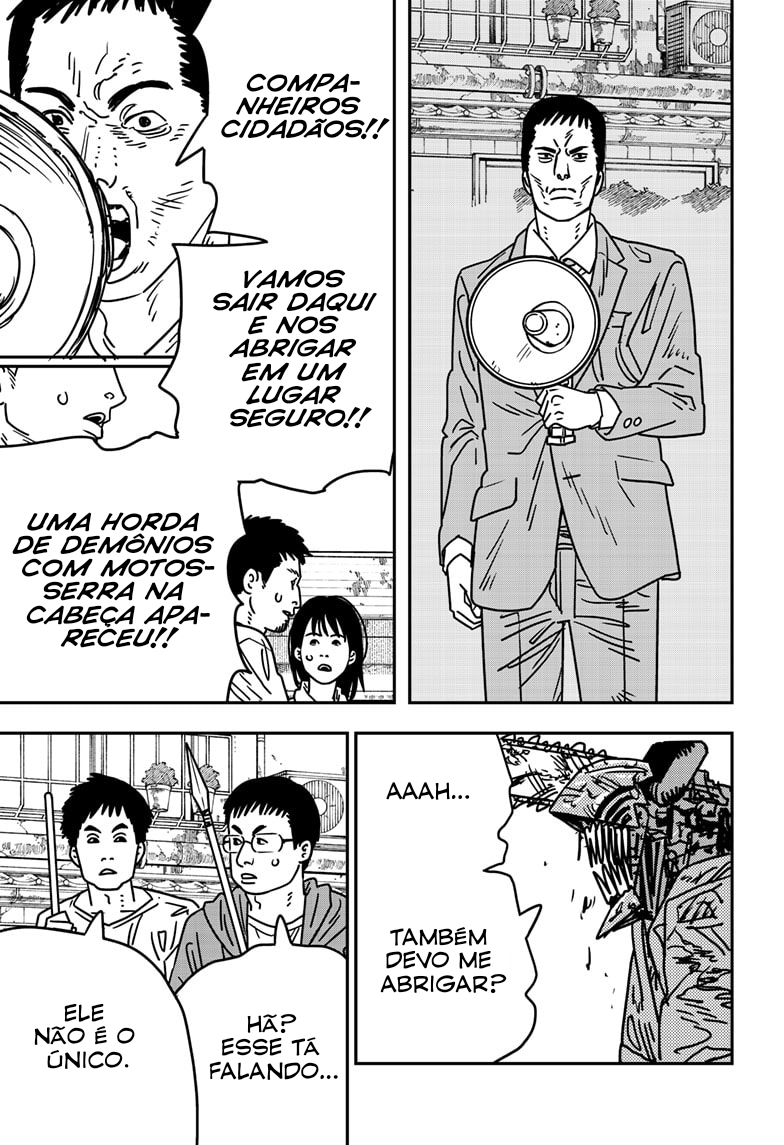 COMPA-
NHEIROS
CIDADÃOS!!
VAMOS
SAIR DAQUI
E NOS
ABRIGAR
EM UM
LUGAR
SEGURO!!
UMA HORDA
DE DEMÔNIOS
COM MOTOS-
SERRA NA
CABEÇA APA-
RECEU!!
AAAH...
TAMBÉM
DEVO ME
ABRIGAR?
HÃ?
ESSE TÁ
FALANDO...
ELE
NÃO É O
ÚNICO.